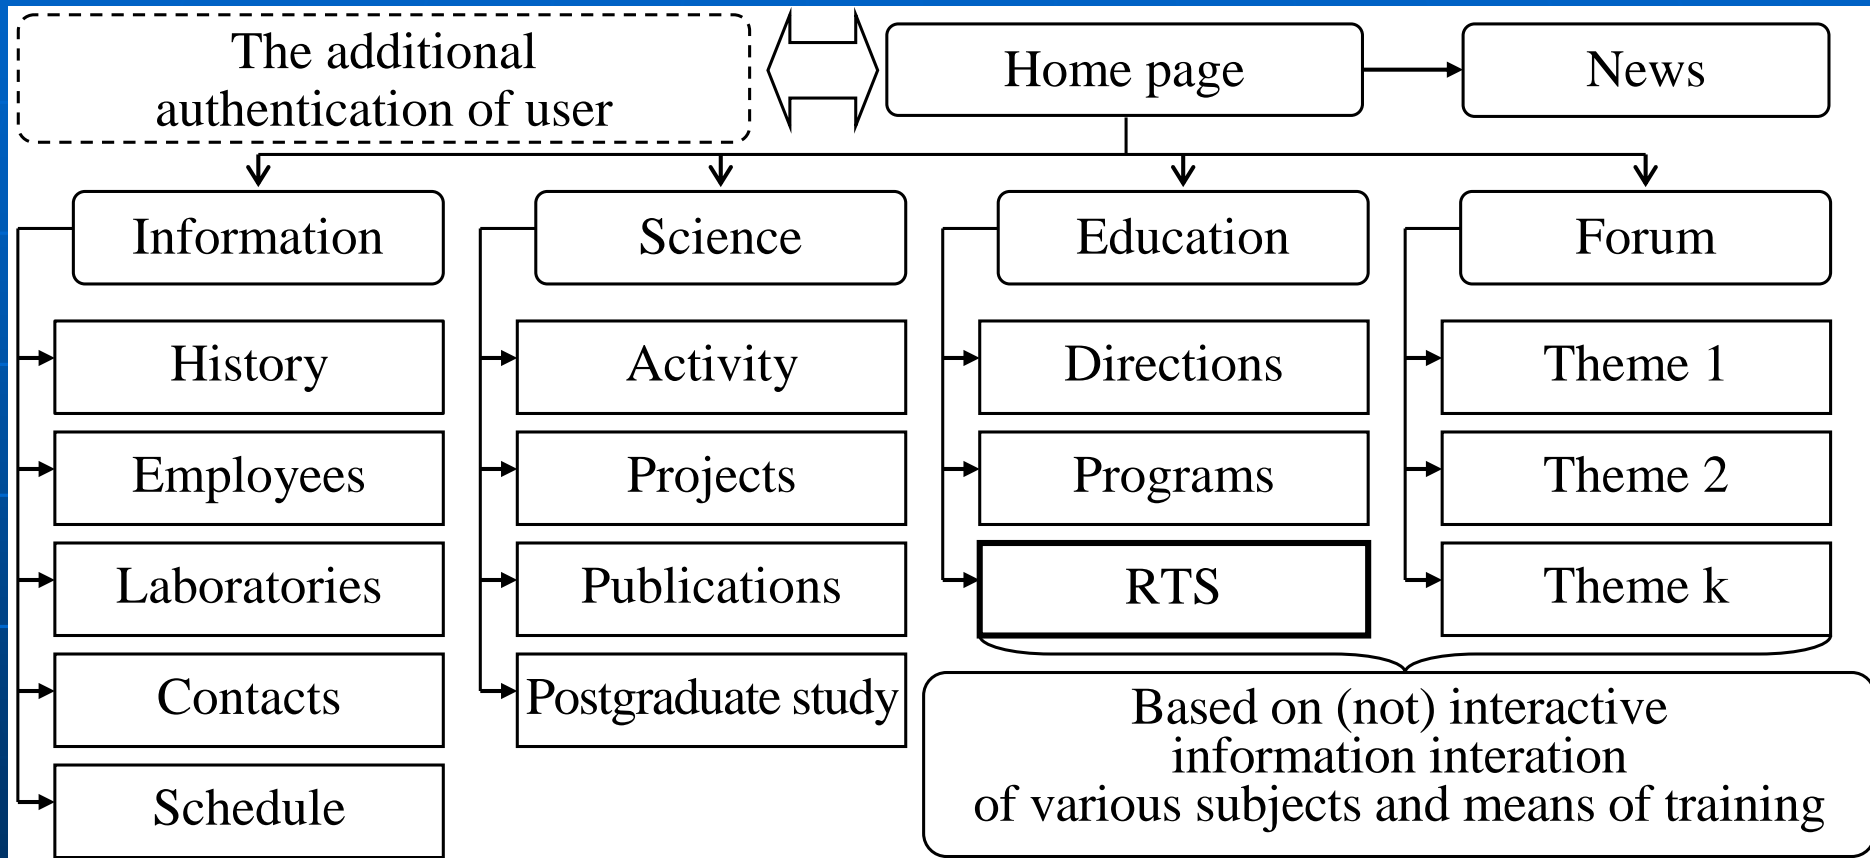 The additional
authentication of user
Home page
News
Information
Science
Education
Forum
History
Activity
Directions
Theme 1
Employees
Projects
Programs
Theme 2
Laboratories
Publications
RTS
Theme k
Contacts
Postgraduate study
Schedule
Based on (not) interactive
information interation
of various subjects and means of training